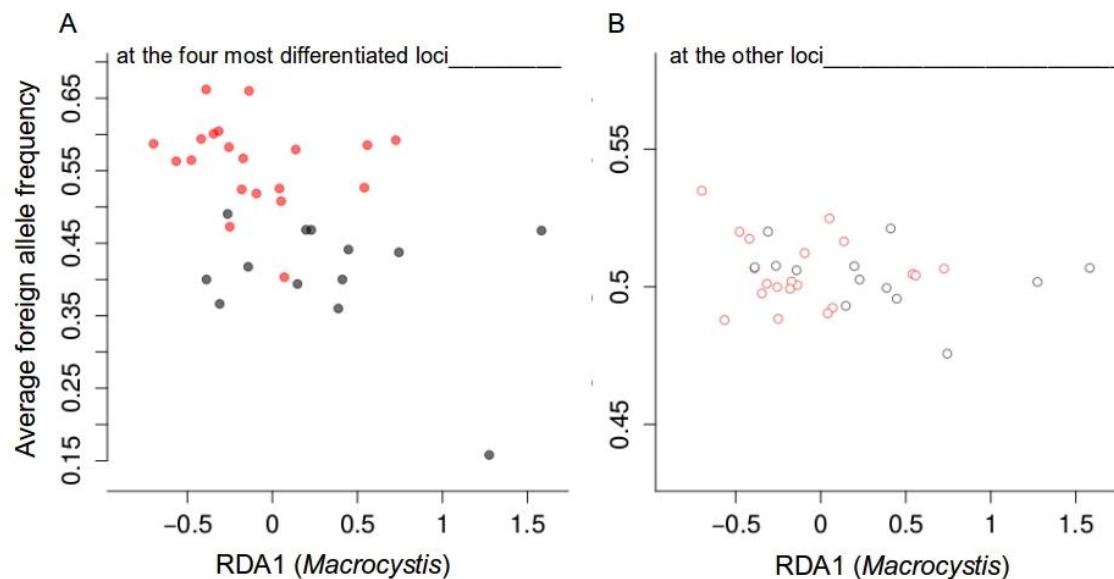 A
at the four most differentiated loci__________
Average foreign allele frequency
0.65
0.55
0.45
0.35
0.25
0.15
−0.5 0 0.5 1 1.5
RDA1 (Macrocystis)
B
at the other loci__________________________
0.55
0.5
0.45
−0.5 0 0.5 1 1.5
RDA1 (Macrocystis)